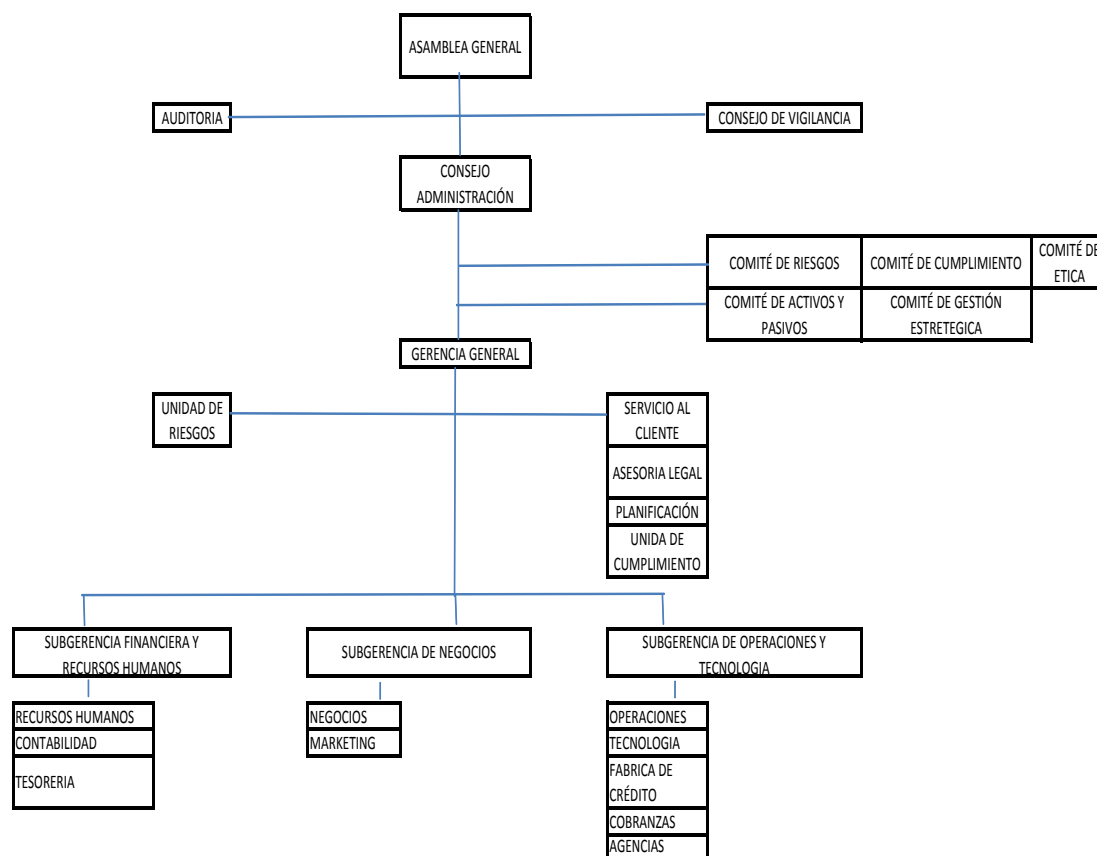 ASAMBLEA GENERAL
AUDITORIA
CONSEJO DE VIGILANCIA
CONSEJO
ADMINISTRACIÓN
COMITÉ DE RIESGOS
COMITÉ DE CUMPLIMIENTO
COMITÉ DE
ETICA
COMITÉ DE ACTIVOS Y
PASIVOS
COMITÉ DE GESTIÓN
ESTRETEGICA
GERENCIA GENERAL
UNIDAD DE
RIESGOS
SERVICIO AL
CLIENTE
ASESORIA LEGAL
PLANIFICACIÓN
UNIDA DE
CUMPLIMIENTO
SUBGERENCIA FINANCIERA Y
RECURSOS HUMANOS
SUBGERENCIA DE NEGOCIOS
SUBGERENCIA DE OPERACIONES Y
TECNOLOGIA
RECURSOS HUMANOS
CONTABILIDAD
TESORERIA
NEGOCIOS
MARKETING
OPERACIONES
TECNOLOGIA
FABRICA DE
CRÉDITO
COBRANZAS
AGENCIAS